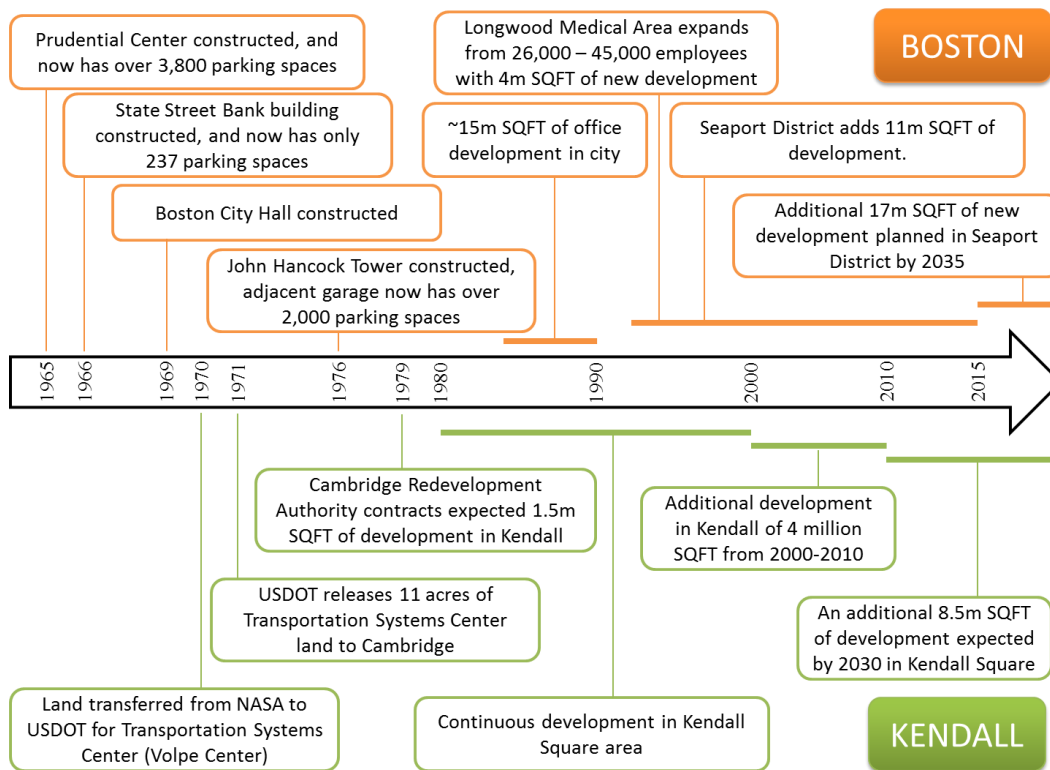 Prudential Center constructed, and
now has over 3,800 parking spaces
Longwood Medical Area expands
from 26,000 – 45,000 employees
with 4m SQFT of new development
BOSTON
State Street Bank building
constructed, and now has only
237 parking spaces
~15m SQFT of office
development in city
Seaport District adds 11m SQFT of
development.
Boston City Hall constructed
Additional 17m SQFT of new
development planned in Seaport
District by 2035
John Hancock Tower constructed,
adjacent garage now has over
2,000 parking spaces
1965
1966
1969
1970
1971
1976
1979
1980
1990
2000
2010
2015
Cambridge Redevelopment
Authority contracts expected 1.5m
SQFT of development in Kendall
Additional development
in Kendall of 4 million
SQFT from 2000-2010
USDOT releases 11 acres of
Transportation Systems Center
land to Cambridge
An additional 8.5m SQFT
of development expected
by 2030 in Kendall Square
Land transferred from NASA to
USDOT for Transportation Systems
Center (Volpe Center)
Continuous development in Kendall
Square area
KENDALL